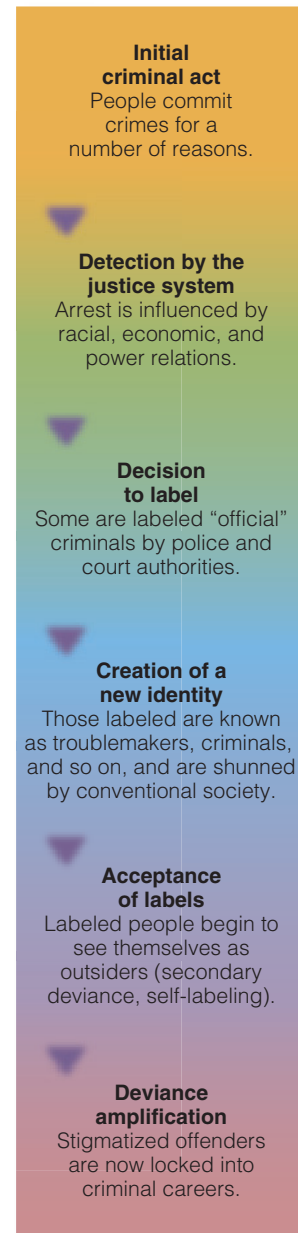 Initial
criminal act
People commit
crimes for a
number of reasons.
Detection by the
justice system
Arrest is influenced by
racial, economic, and
power relations.
Decision
to label
Some are labeled “official”
criminals by police and
court authorities.
Creation of a
new identity
Those labeled are known
as troublemakers, criminals,
and so on, and are shunned
by conventional society.
Acceptance
of labels
Labeled people begin to
see themselves as
outsiders (secondary
deviance, self-labeling).
Deviance
amplification
Stigmatized offenders
are now locked into
criminal careers.